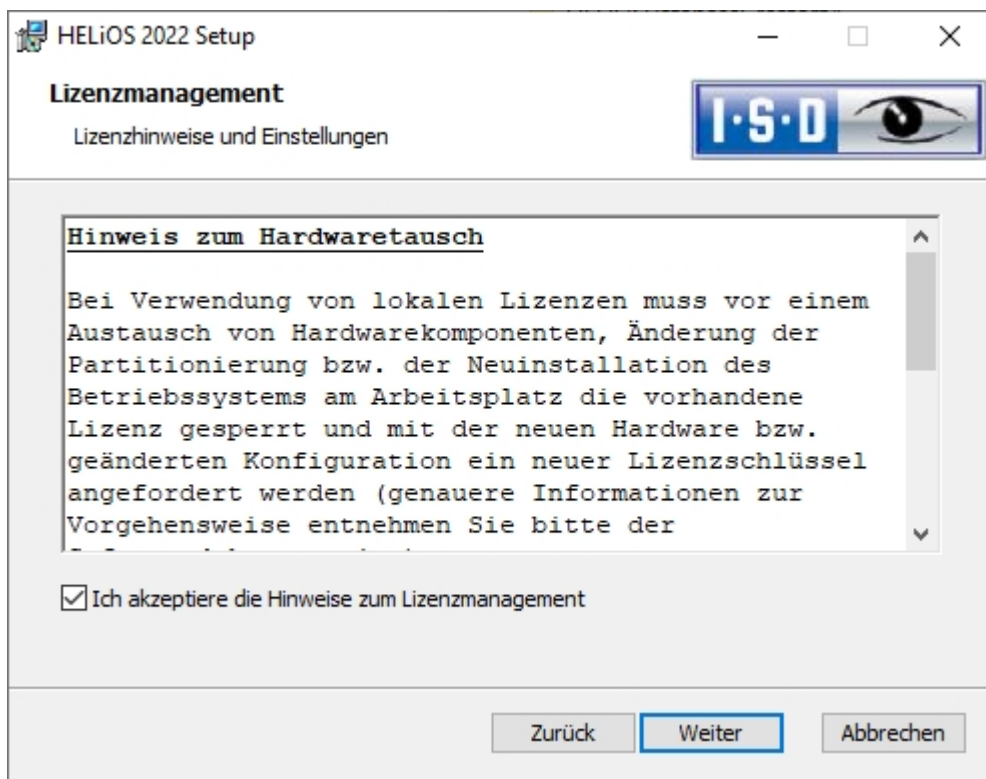 HELiOS 2022 Setup
Lizenzmanagement
Lizenzhinweise und Einstellungen
I·S·D
Hinweis zum Hardwaretausch
Bei Verwendung von lokalen Lizenzen muss vor einem
Austausch von Hardwarekomponenten, Änderung der
Partitionierung bzw. der Neuinstallation des
Betriebssystems am Arbeitsplatz die vorhandene
Lizenz gesperrt und mit der neuen Hardware bzw.
geänderten Konfiguration ein neuer Lizenzschlüssel
angefordert werden (genauere Informationen zur
Vorgehensweise entnehmen Sie bitte der
Ich akzeptiere die Hinweise zum Lizenzmanagement
Zurück
Weiter
Abbrechen